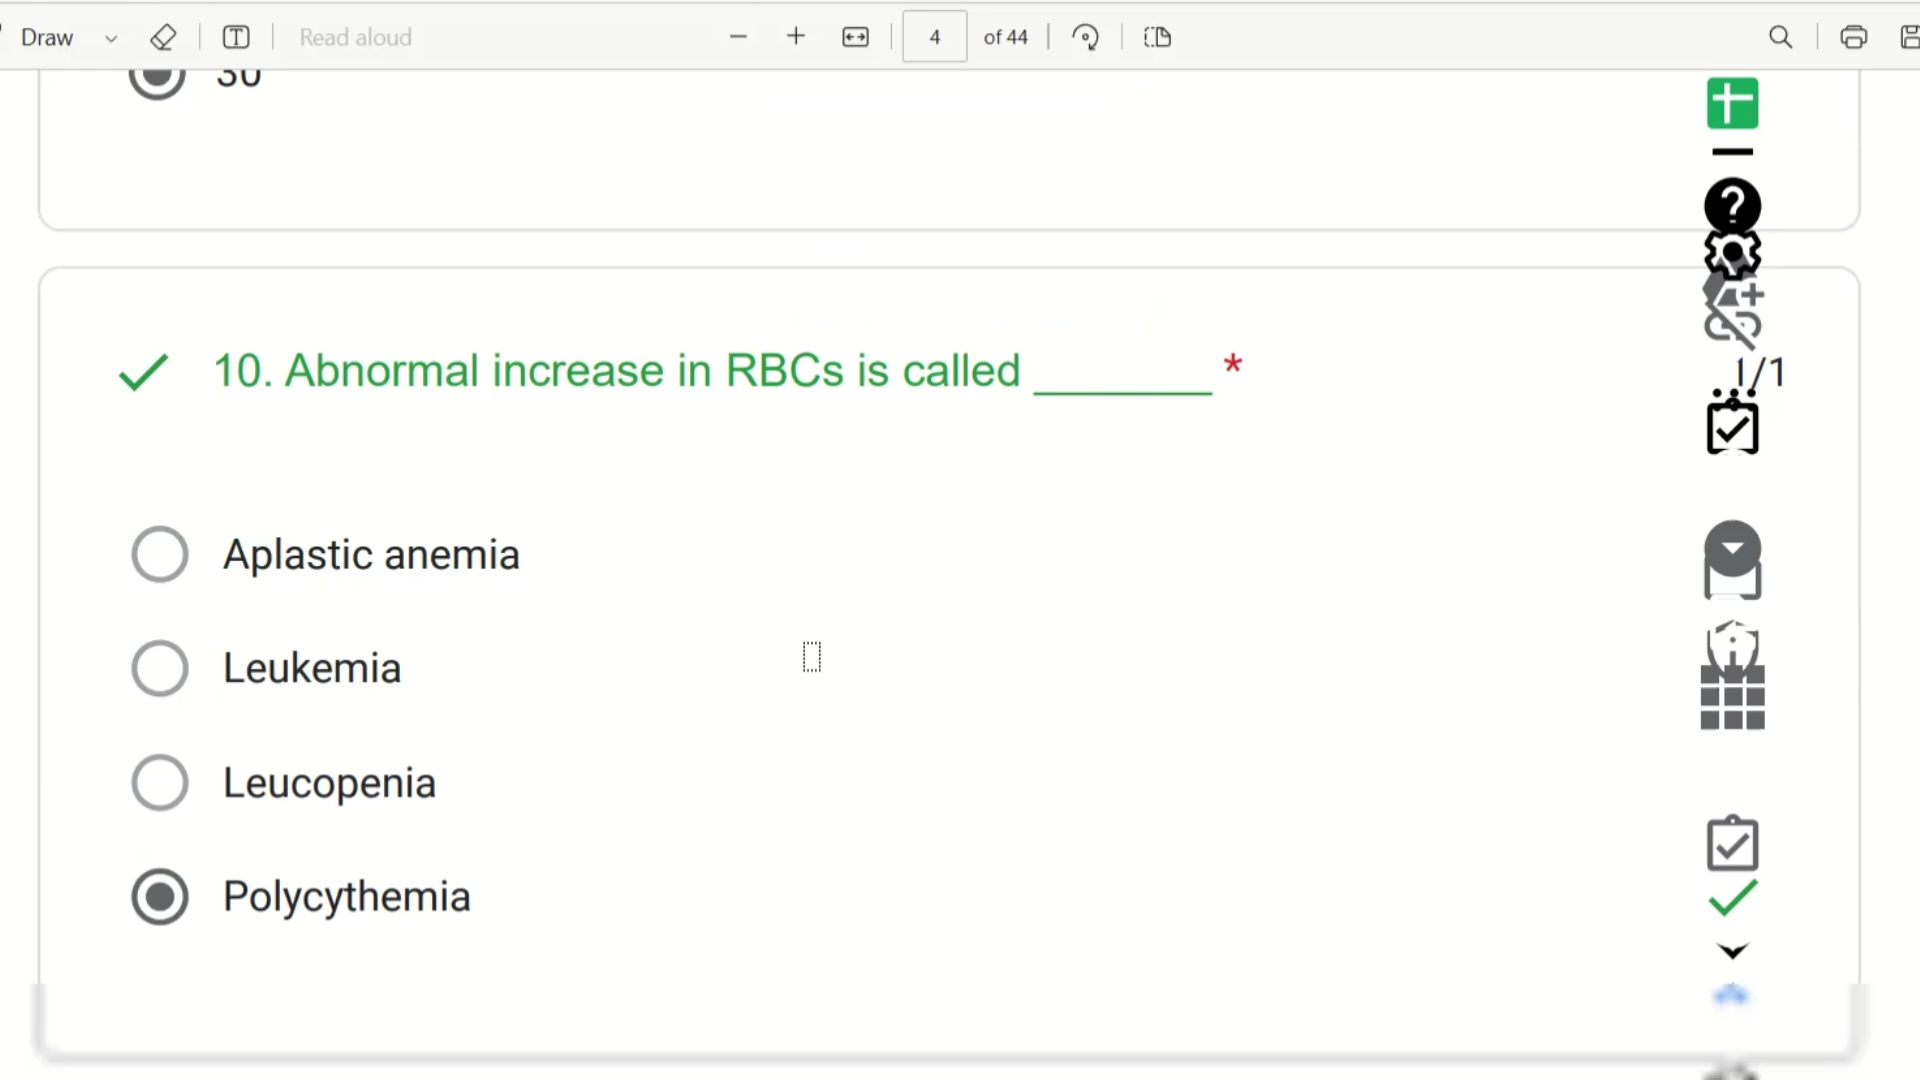 Draw
Read aloud
4 of 44
30
10. Abnormal increase in RBCs is called ________ *
1/1
Aplastic anemia
Leukemia
Leucopenia
Polycythemia